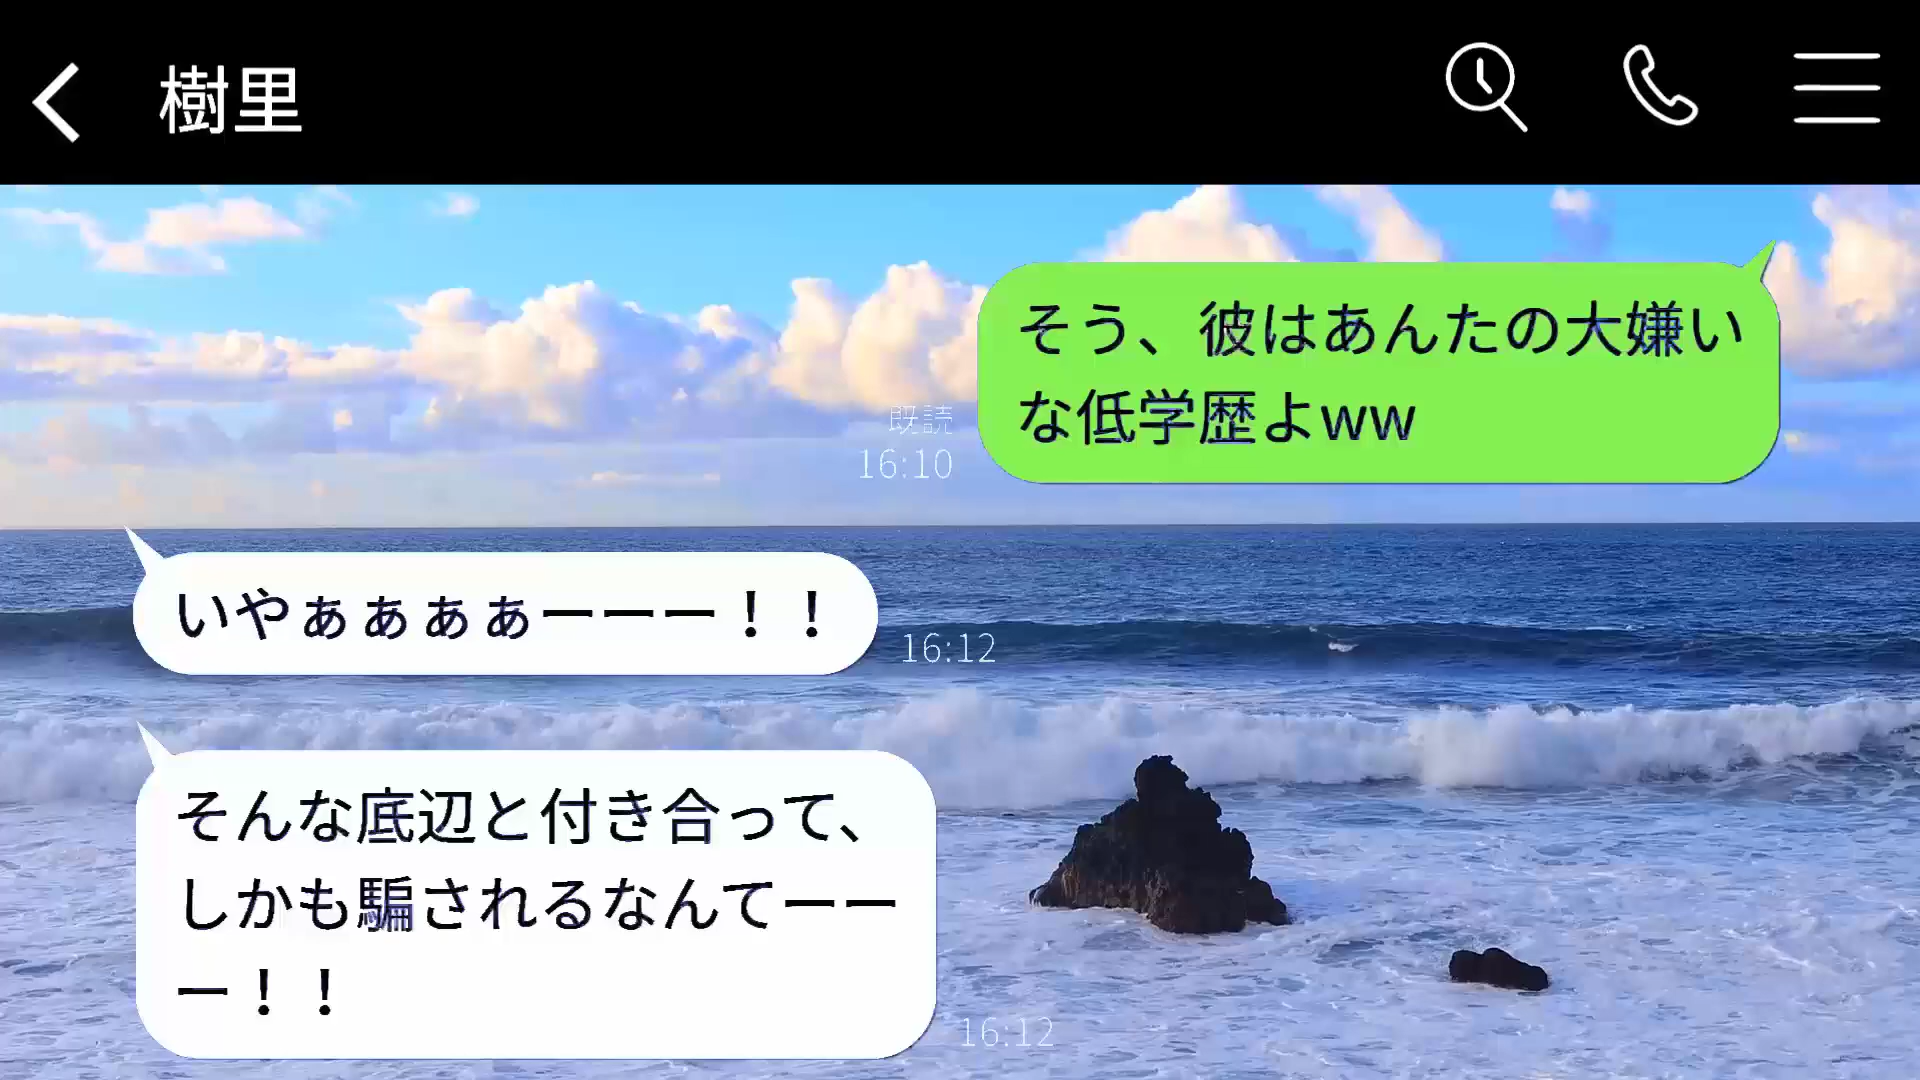 樹里
そう、彼はあんたの大嫌い
な低学歴よww
既読
16:10
いやぁぁぁぁーーー！！
16:12
そんな底辺と付き合って、
しかも騙されるなんてーー
ー！！
16:12